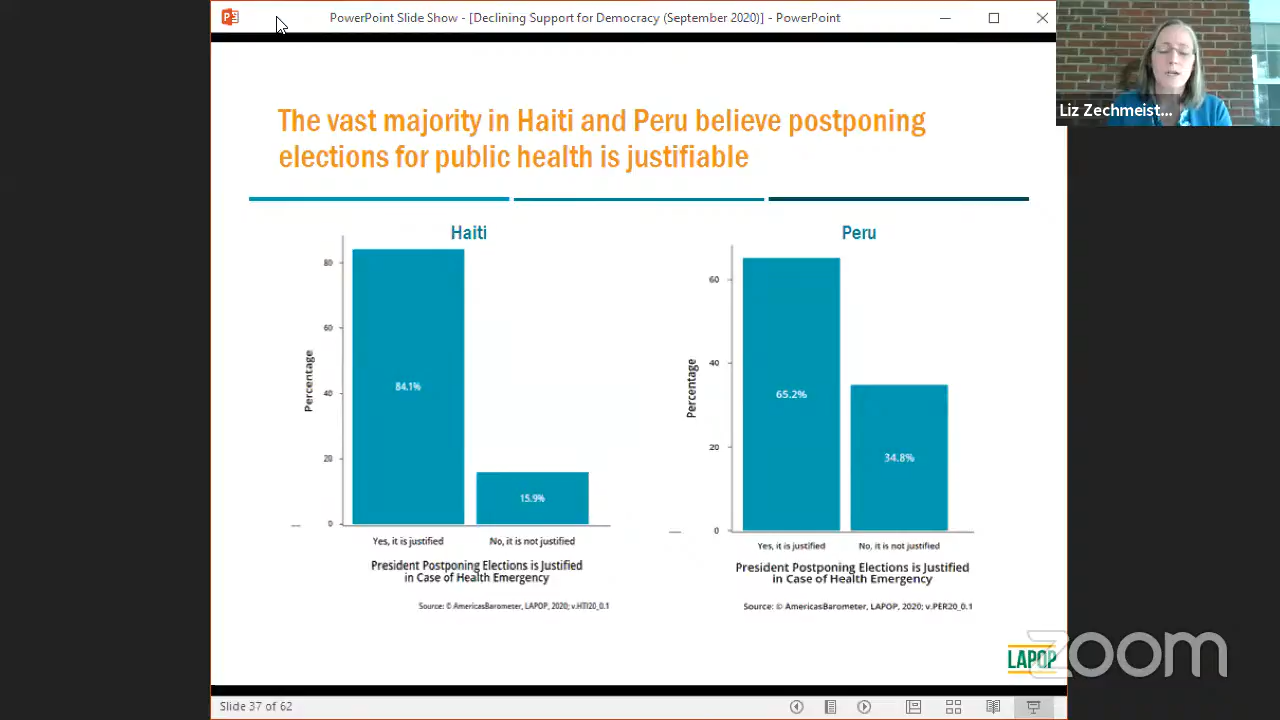 PowerPoint Slide Show - [Declining Support for Democracy (September 2020)] - PowerPoint
Liz Zechmeist...
The vast majority in Haiti and Peru believe postponing
elections for public health is justifiable
Haiti
80
60
40
20
0
Percentage
84.1%
15.9%
Yes, it is justified
No, it is not justified
President Postponing Elections is Justified
in Case of Health Emergency
Source: © AmericasBarometer, LAPOP, 2020; v.HTI20_0.1
Peru
60
40
20
0
Percentage
65.2%
34.8%
Yes, it is justified
No, it is not justified
President Postponing Elections is Justified
in Case of Health Emergency
Source: © AmericasBarometer, LAPOP, 2020; v.PER20_0.1
LAPOP
zoom
Slide 37 of 62